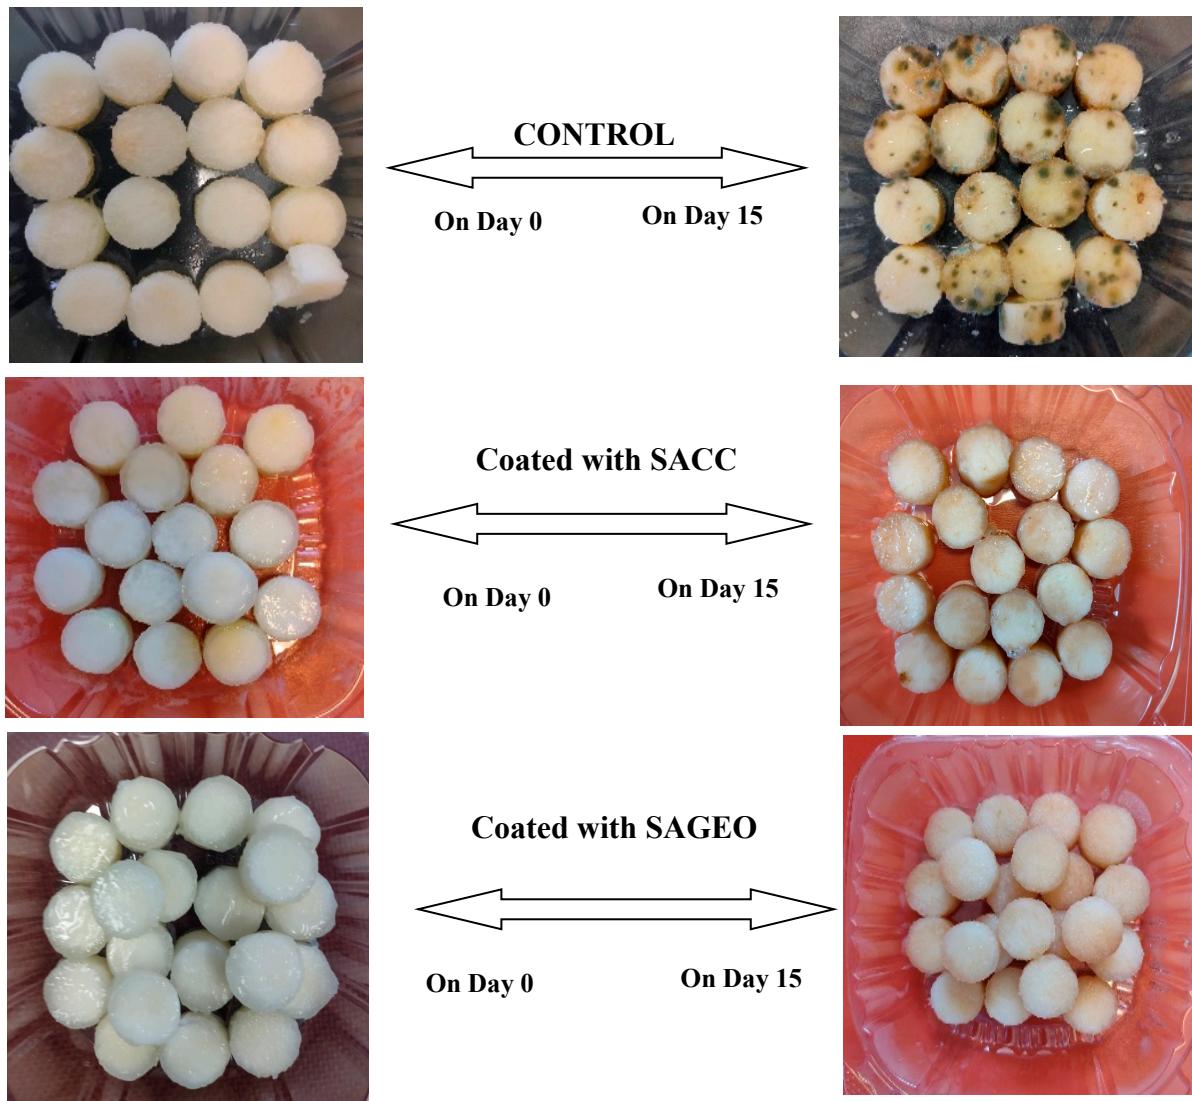 CONTROL
On Day 0
On Day 15
Coated with SACC
On Day 0
On Day 15
Coated with SAGEO
On Day 0
On Day 15